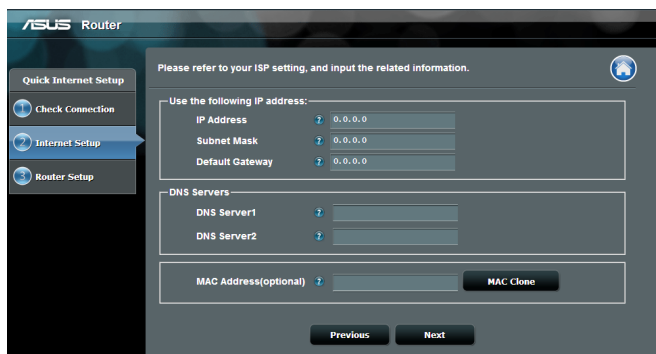 ASUS Router
Quick Internet Setup
1 Check Connection
2 Internet Setup
3 Router Setup
Please refer to your ISP setting, and input the related information.
Use the following IP address:
IP Address ? 0.0.0.0
Subnet Mask ? 0.0.0.0
Default Gateway ? 0.0.0.0
DNS Servers
DNS Server1 ?
DNS Server2 ?
MAC Address(optional) ? MAC Clone
Previous Next